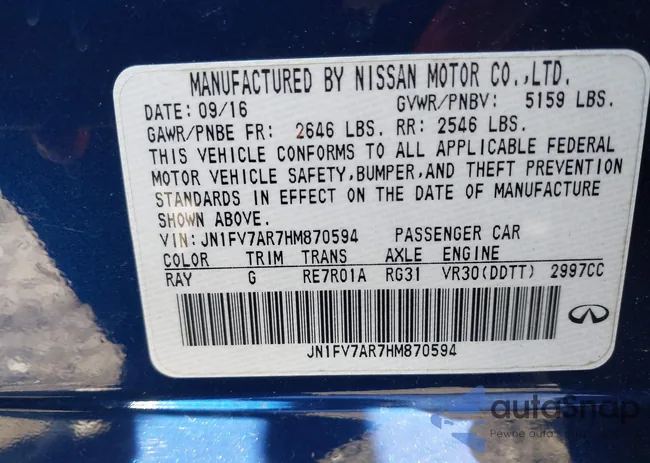 MANUFACTURED BY NISSAN MOTOR CO.,LTD.
DATE: 09/16 GVWR/PNBV: 5159 LBS.
GAWR/PNBE FR: 2646 LBS. RR: 2546 LBS.
THIS VEHICLE CONFORMS TO ALL APPLICABLE FEDERAL
MOTOR VEHICLE SAFETY,BUMPER,AND THEFT PREVENTION
STANDARDS IN EFFECT ON THE DATE OF MANUFACTURE
SHOWN ABOVE.
VIN:JN1FV7AR7HM870594 PASSENGER CAR
COLOR TRIM TRANS AXLE ENGINE
RAY G RE7R01A RG31 VR30(DDTT) 2997CC
JN1FV7AR7HM870594
autoSnap
Pewne auto z